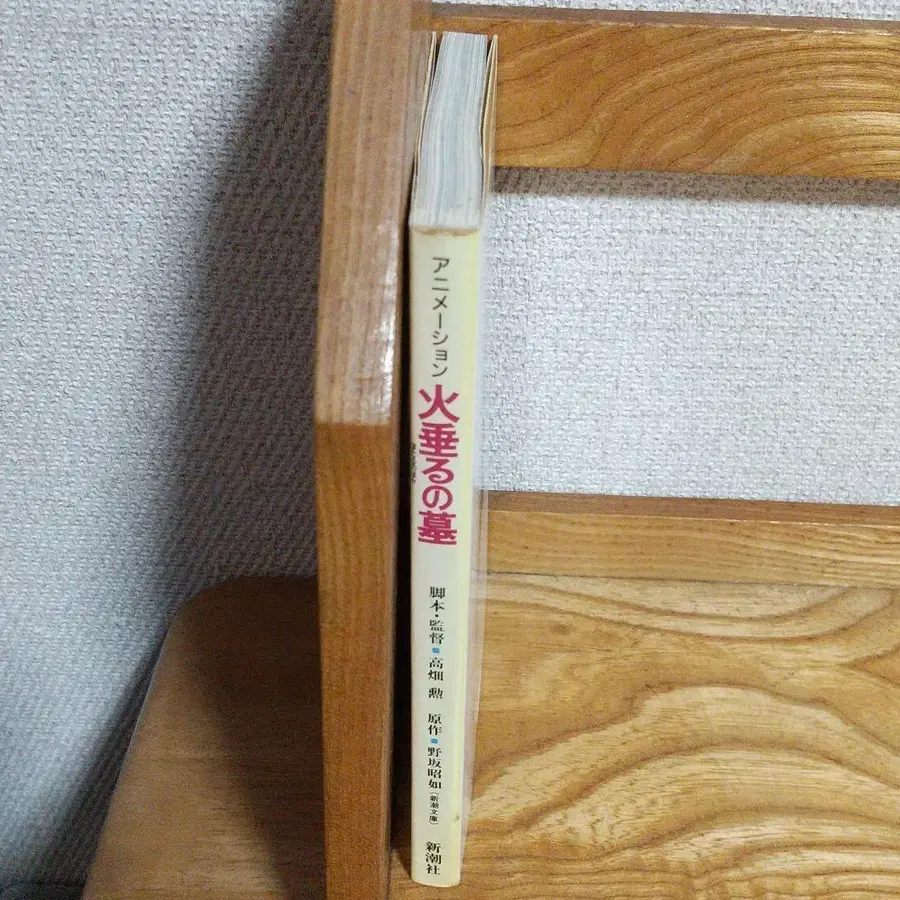 アニメーション
火垂るの墓
脚本・監督■高畑 勲 原作■野坂昭如(新潮文庫)
新潮社